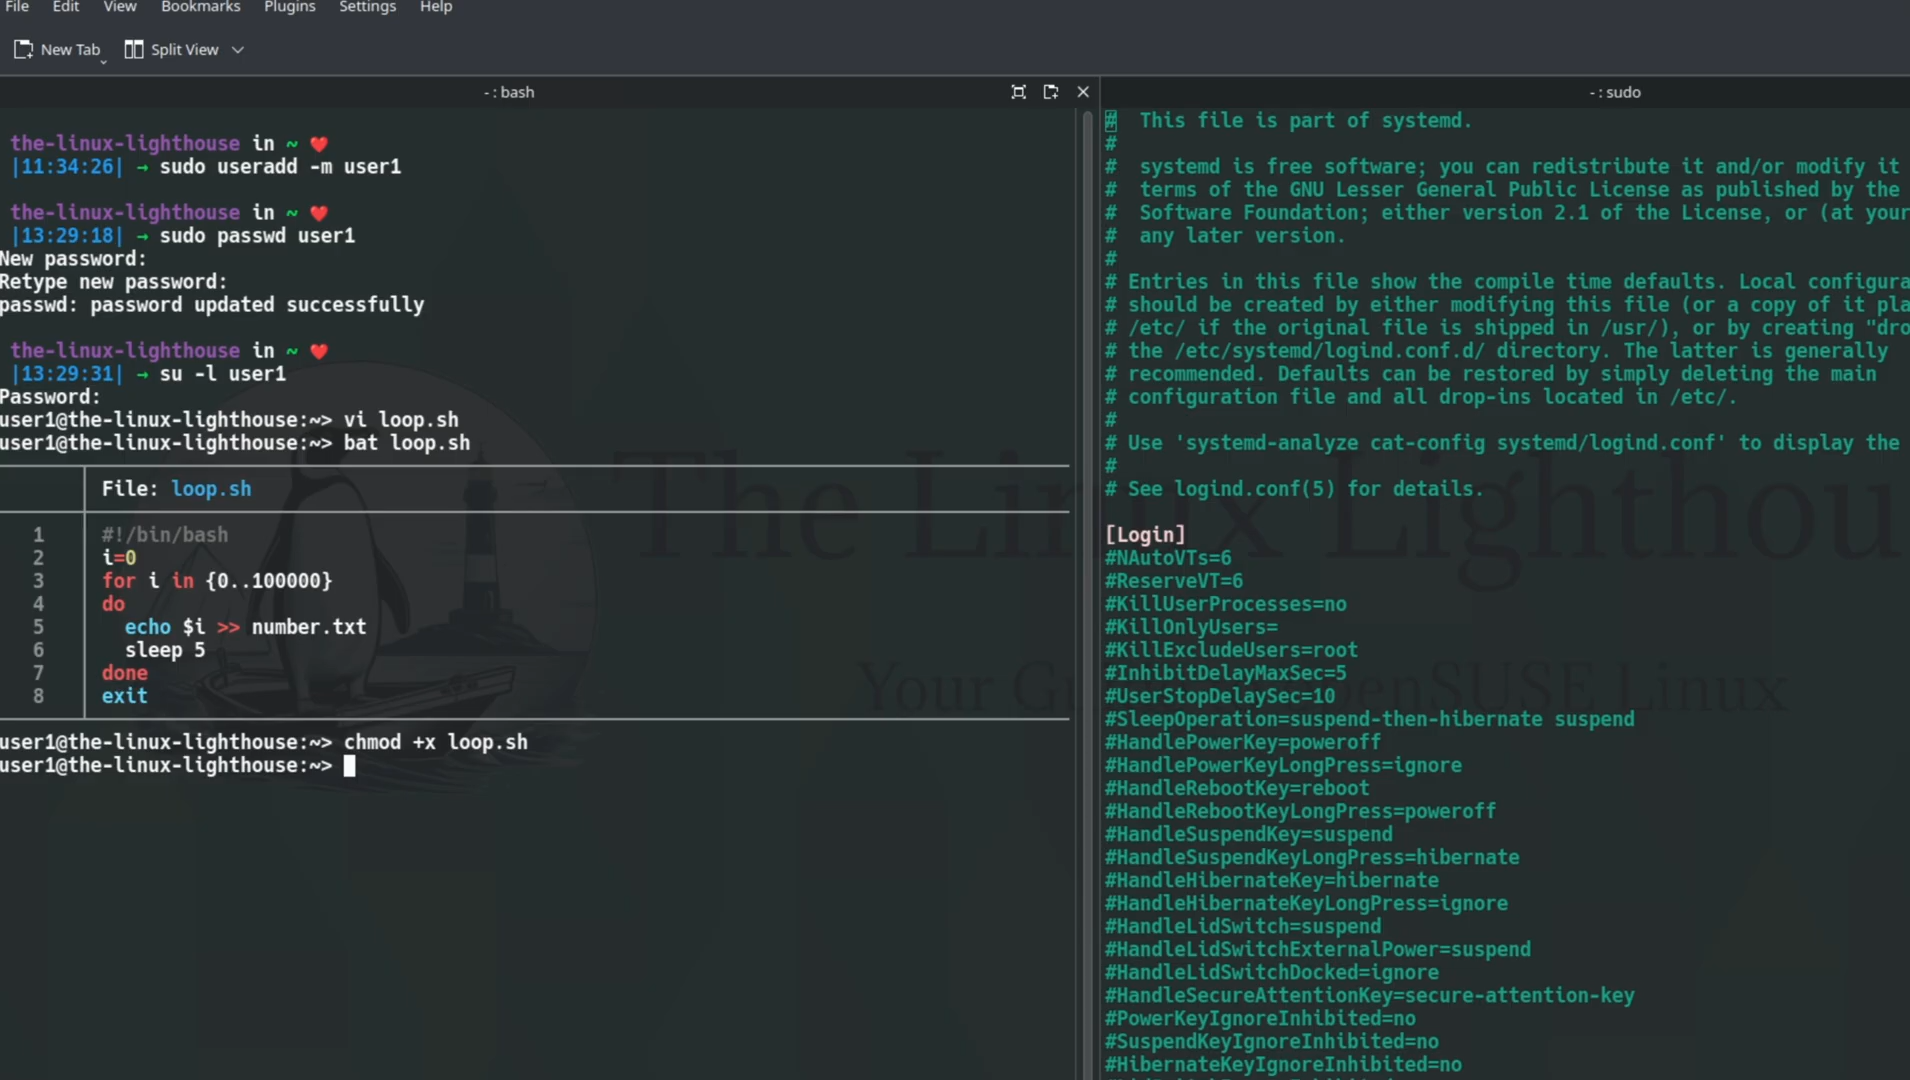 File Edit View Bookmarks Plugins Settings Help
New Tab Split View
- : bash
the-linux-lighthouse in ~ ❤️
|11:34:26| → sudo useradd -m user1
the-linux-lighthouse in ~ ❤️
|13:29:18| → sudo passwd user1
New password:
Retype new password:
passwd: password updated successfully
the-linux-lighthouse in ~ ❤️
|13:29:31| → su -l user1
Password:
user1@the-linux-lighthouse:~> vi loop.sh
user1@the-linux-lighthouse:~> bat loop.sh
File: loop.sh
1 #!/bin/bash
2 i=0
3 for i in {0..100000}
4 do
5 echo $i >> number.txt
6 sleep 5
7 done
8 exit
user1@the-linux-lighthouse:~> chmod +x loop.sh
user1@the-linux-lighthouse:~>
- : sudo
# This file is part of systemd.
#
# systemd is free software; you can redistribute it and/or modify it
# terms of the GNU Lesser General Public License as published by the
# Software Foundation; either version 2.1 of the License, or (at your
# any later version.
#
# Entries in this file show the compile time defaults. Local configura
# should be created by either modifying this file (or a copy of it pla
# /etc/ if the original file is shipped in /usr/), or by creating "dro
# the /etc/systemd/logind.conf.d/ directory. The latter is generally
# recommended. Defaults can be restored by simply deleting the main
# configuration file and all drop-ins located in /etc/.
#
# Use 'systemd-analyze cat-config systemd/logind.conf' to display the
#
# See logind.conf(5) for details.
[Login]
#NAutoVTs=6
#ReserveVT=6
#KillUserProcesses=no
#KillOnlyUsers=
#KillExcludeUsers=root
#InhibitDelayMaxSec=5
#UserStopDelaySec=10
#SleepOperation=suspend-then-hibernate suspend
#HandlePowerKey=poweroff
#HandlePowerKeyLongPress=ignore
#HandleRebootKey=reboot
#HandleRebootKeyLongPress=poweroff
#HandleSuspendKey=suspend
#HandleSuspendKeyLongPress=hibernate
#HandleHibernateKey=hibernate
#HandleHibernateKeyLongPress=ignore
#HandleLidSwitch=suspend
#HandleLidSwitchExternalPower=suspend
#HandleLidSwitchDocked=ignore
#HandleSecureAttentionKey=secure-attention-key
#PowerKeyIgnoreInhibited=no
#SuspendKeyIgnoreInhibited=no
#HibernateKeyIgnoreInhibited=no
The Linux Lighthou
Your openSUSE Linux